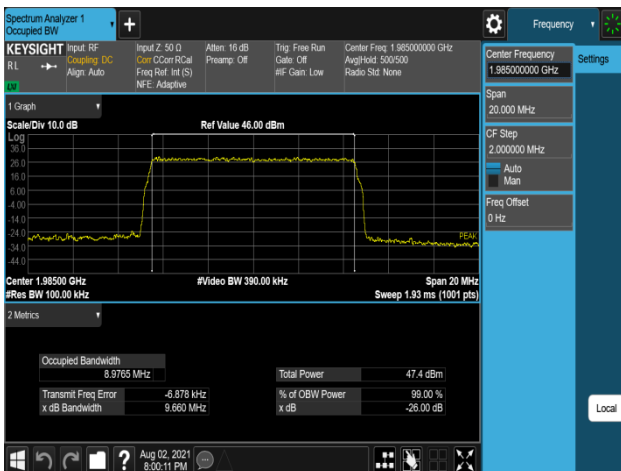 Spectrum Analyzer 1
Occupied BW
Frequency
KEYSIGHT
RL
Input: RF
Coupling: DC
Align: Auto
Input Z: 50 Ω
Corr CCorr RCal
Freq Ref: Int (S)
NFE: Adaptive
Atten: 16 dB
Preamp: Off
Trig: Free Run
Gate: Off
#IF Gain: Low
Center Freq: 1.985000000 GHz
Avg|Hold: 500/500
Radio Std: None
Center Frequency
1.985000000 GHz
Settings
Span
20.000 MHz
CF Step
2.000000 MHz
Auto
Man
Freq Offset
0 Hz
Local
1 Graph
Scale/Div 10.0 dB
Ref Value 46.00 dBm
Log
36.0
26.0
16.0
6.00
-4.00
-14.0
-24.0
-34.0
-44.0
PEAK
Center 1.98500 GHz
#Video BW 390.00 kHz
Span 20 MHz
#Res BW 100.00 kHz
Sweep 1.93 ms (1001 pts)
2 Metrics
Occupied Bandwidth
8.9765 MHz
Total Power 47.4 dBm
Transmit Freq Error -6.878 kHz
% of OBW Power 99.00 %
x dB Bandwidth 9.660 MHz
x dB -26.00 dB
?
Aug 02, 2021
8:00:11 PM